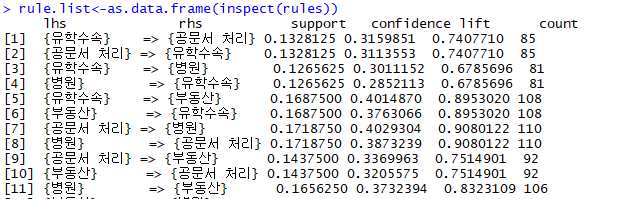 > rule.list<-as.data.frame(inspect(rules))
lhs rhs support confidence lift count
[1] {유학수속} => {공문서 처리} 0.1328125 0.3159851 0.7407710 85
[2] {공문서 처리} => {유학수속} 0.1328125 0.3113553 0.7407710 85
[3] {유학수속} => {병원} 0.1265625 0.3011152 0.6785696 81
[4] {병원} => {유학수속} 0.1265625 0.2852113 0.6785696 81
[5] {유학수속} => {부동산} 0.1687500 0.4014870 0.8953020 108
[6] {부동산} => {유학수속} 0.1687500 0.3763066 0.8953020 108
[7] {공문서 처리} => {병원} 0.1718750 0.4029304 0.9080122 110
[8] {병원} => {공문서 처리} 0.1718750 0.3873239 0.9080122 110
[9] {공문서 처리} => {부동산} 0.1437500 0.3369963 0.7514901 92
[10] {부동산} => {공문서 처리} 0.1437500 0.3205575 0.7514901 92
[11] {병원} => {부동산} 0.1656250 0.3732394 0.8323109 106